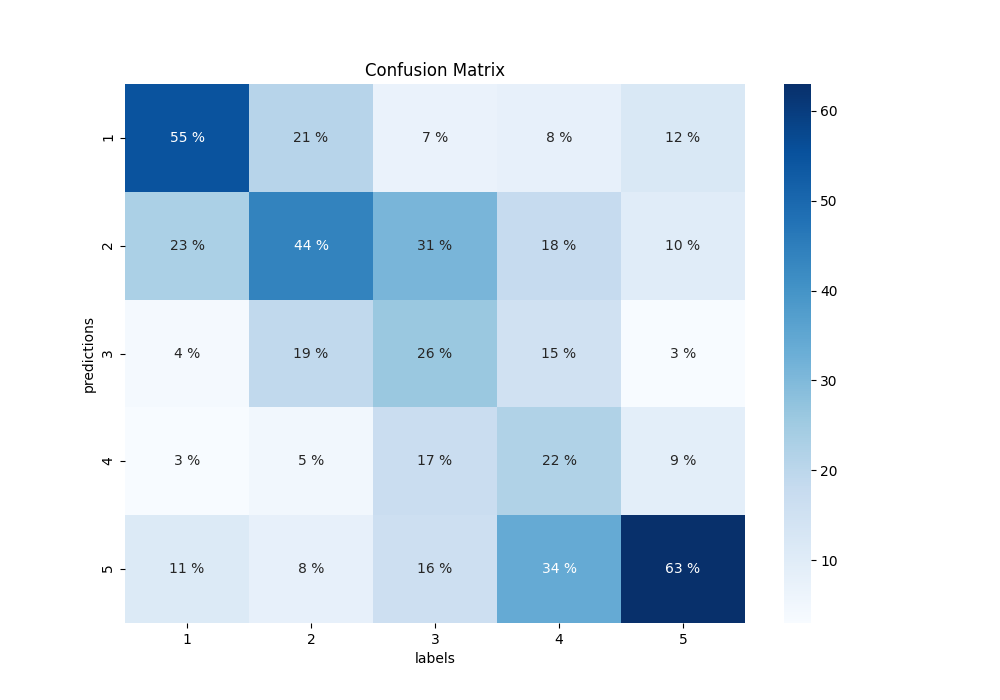 Confusion Matrix
1 55 % 21 % 7 % 8 % 12 %
2 23 % 44 % 31 % 18 % 10 %
3 4 % 19 % 26 % 15 % 3 %
4 3 % 5 % 17 % 22 % 9 %
5 11 % 8 % 16 % 34 % 63 %
predictions
1 2 3 4 5
labels
60
50
40
30
20
10